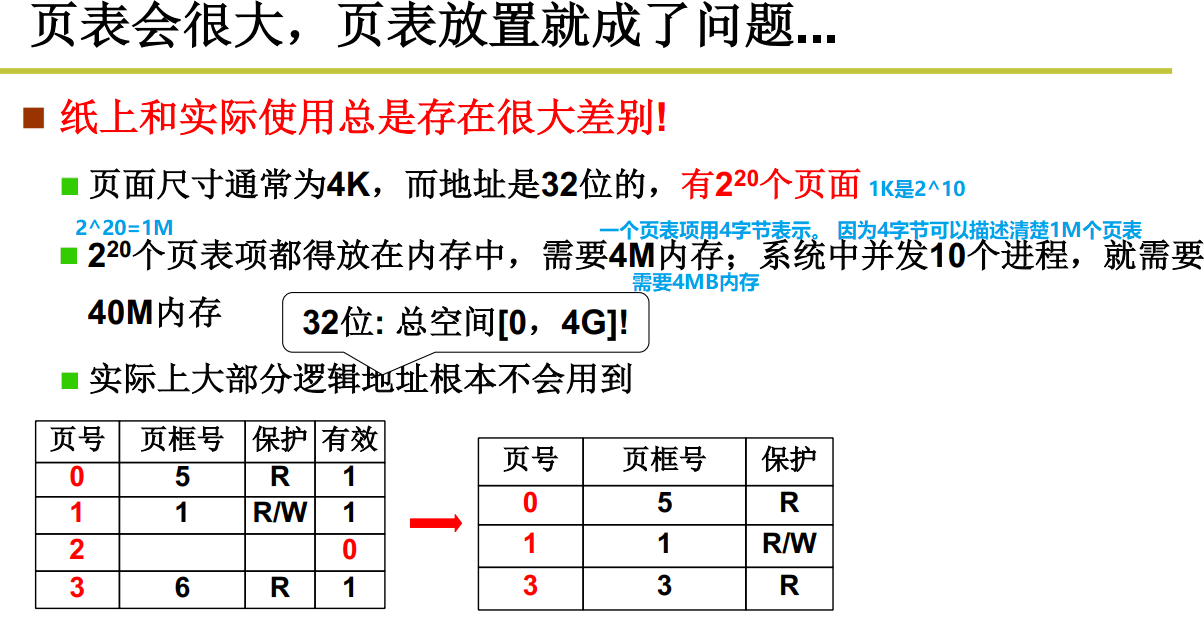 页表会很大，页表放置就成了问题...
纸上和实际使用总是存在很大差别!
页面尺寸通常为4K，而地址是32位的，有2²⁰个页面 1K是2^10
2^20=1M 一个页表项用4字节表示。 因为4字节可以描述清楚1M个页表
2²⁰个页表项都得放在内存中，需要4M内存；系统中并发10个进程，就需要
需要4MB内存
40M内存
32位: 总空间[0，4G]!
实际上大部分逻辑地址根本不会用到
页号 页框号 保护 有效
0 5 R 1
1 1 R/W 1
2 0
3 6 R 1
页号 页框号 保护
0 5 R
1 1 R/W
3 3 R